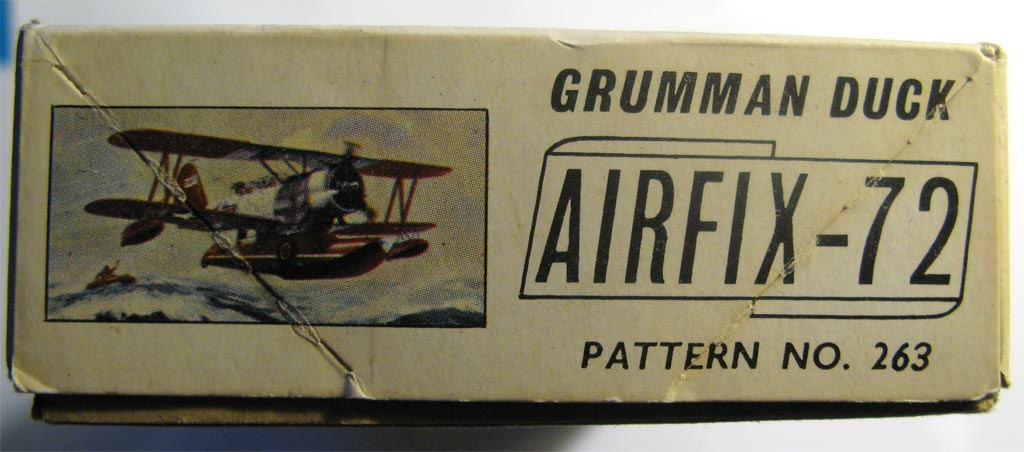 GRUMMAN DUCK
AIRFIX-72
PATTERN NO. 263